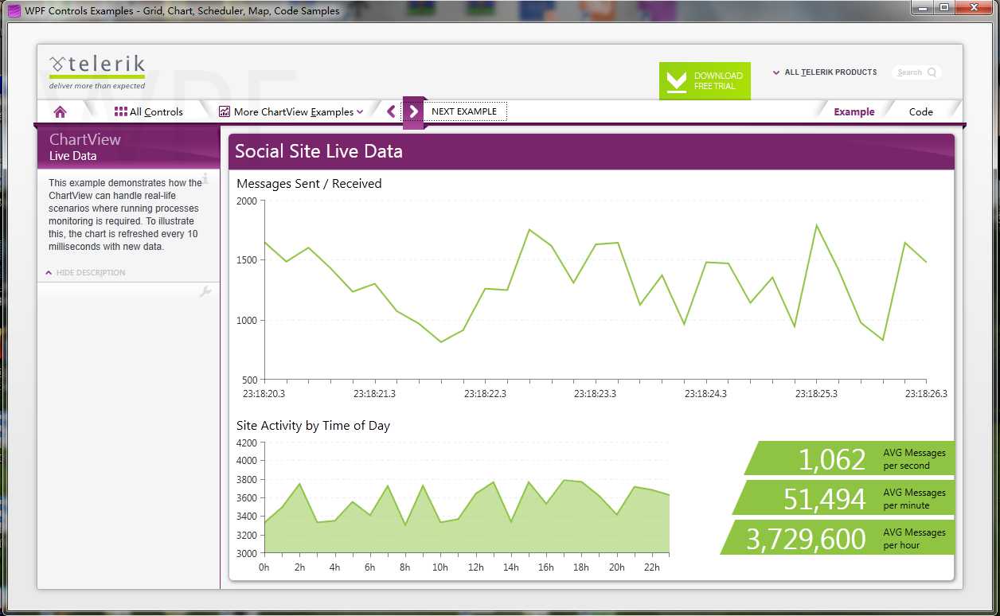 WPF Controls Examples - Grid, Chart, Scheduler, Map, Code Samples
telerik
deliver more than expected
WPF
DOWNLOAD
FREE TRIAL
ALL TELERIK PRODUCTS
Search
All Controls
More ChartView Examples
NEXT EXAMPLE
Example
Code
ChartView
Live Data
This example demonstrates how the
ChartView can handle real-life
scenarios where running processes
monitoring is required. To illustrate
this, the chart is refreshed every 10
milliseconds with new data.
HIDE DESCRIPTION
Social Site Live Data
Messages Sent / Received
2000
1500
1000
500
23:18:20.3 23:18:21.3 23:18:22.3 23:18:23.3 23:18:24.3 23:18:25.3 23:18:26.3
Site Activity by Time of Day
4200
4000
3800
3600
3400
3200
3000
0h 2h 4h 6h 8h 10h 12h 14h 16h 18h 20h 22h
1,062
AVG Messages
per second
51,494
AVG Messages
per minute
3,729,600
AVG Messages
per hour